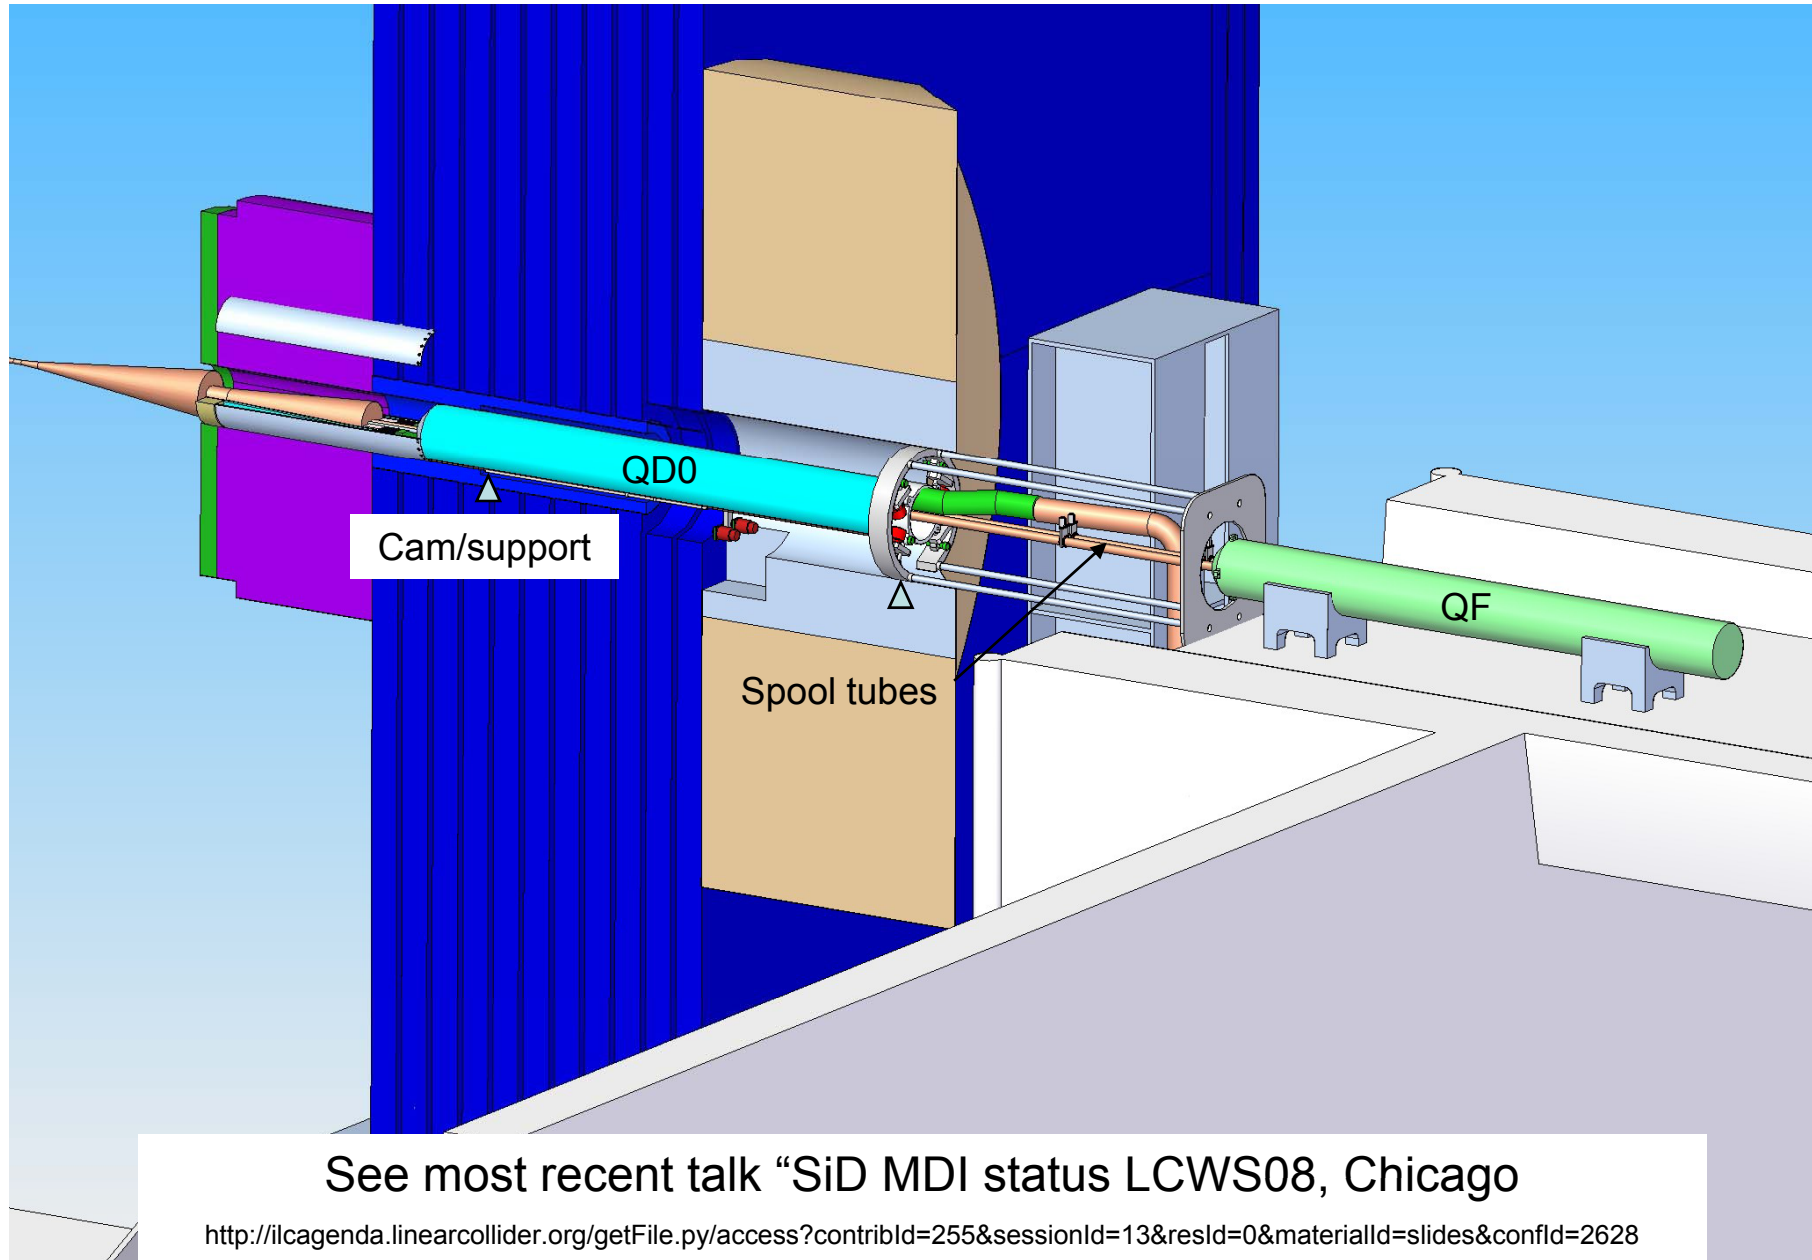 QD0
Cam/support
QF
Spool tubes
See most recent talk “SiD MDI status LCWS08, Chicago
http://ilcagenda.linearcollider.org/getFile.py/access?contribId=255&sessionId=13&resId=0&materialId=slides&confId=2628